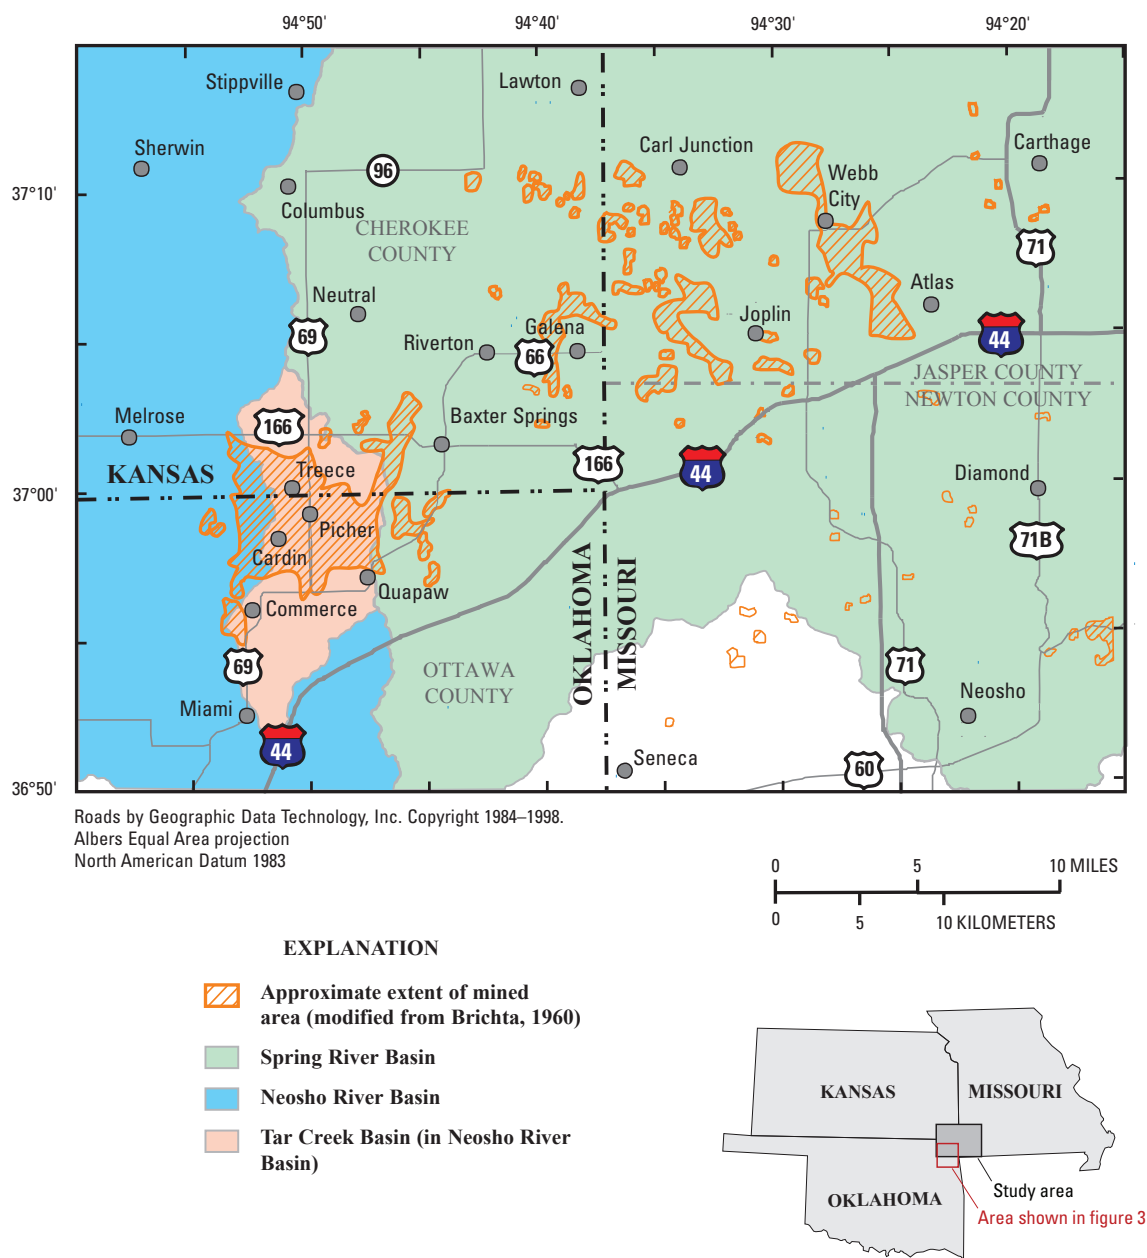 94°50'
94°40'
94°30'
94°20'
Stippville
Lawton
Sherwin
Carl Junction
Carthage
96
Webb
City
37°10'
Columbus
CHEROKEE
COUNTY
71
Neutral
Atlas
69
Riverton
Galena
Joplin
66
44
JASPER COUNTY
NEWTON COUNTY
Melrose
166
Baxter Springs
KANSAS
Treece
166
44
Diamond
37°00'
Picher
71B
Cardin
OKLAHOMA
MISSOURI
Quapaw
Commerce
69
OTTAWA
COUNTY
71
Neosho
Miami
44
Seneca
60
36°50'
Roads by Geographic Data Technology, Inc. Copyright 1984–1998.
Albers Equal Area projection
North American Datum 1983
0 5 10 MILES
0 5 10 KILOMETERS
EXPLANATION
Approximate extent of mined
area (modified from Brichta, 1960)
Spring River Basin
Neosho River Basin
Tar Creek Basin (in Neosho River
Basin)
KANSAS
MISSOURI
OKLAHOMA
Study area
Area shown in figure 3